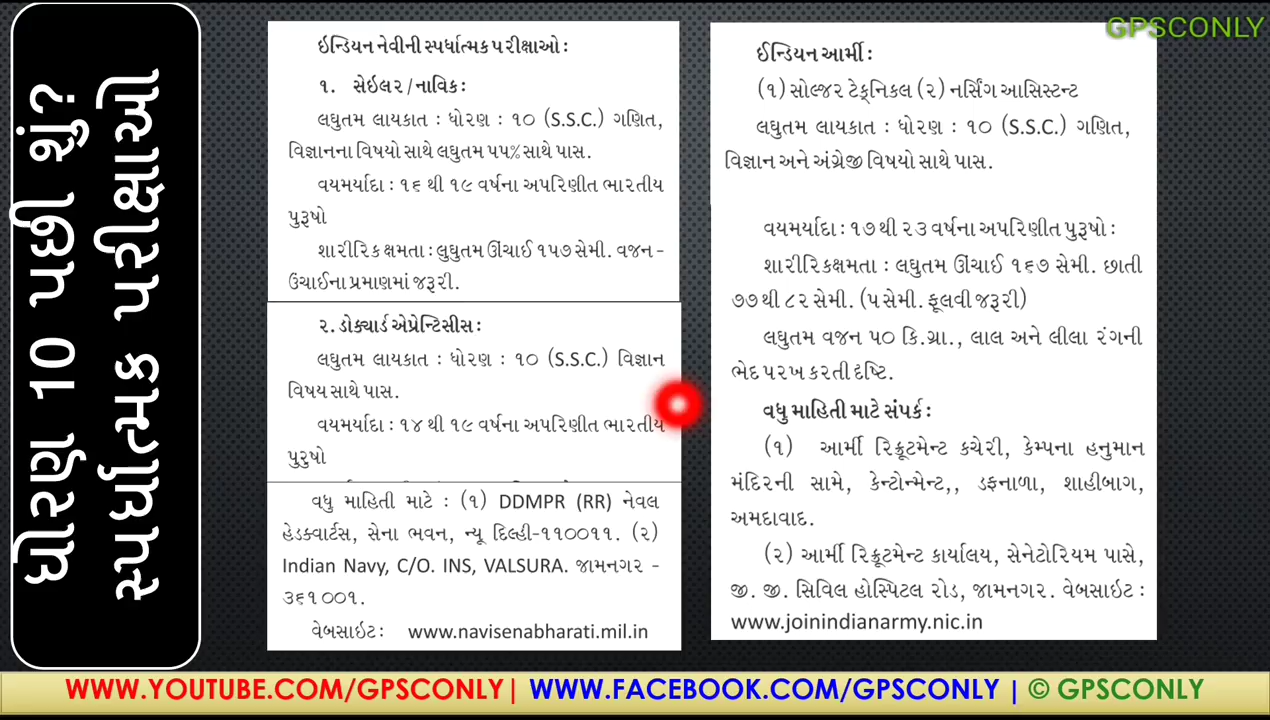 ધોરણ 10 પછી શું?
સ્પર્ધાત્મક પરીક્ષાઓ
ઇન્ડિયન નેવીની સ્પર્ધાત્મક પરીક્ષાઓ :
૧. સેઇલર / નાવિક :
લઘુતમ લાયકાત : ધોરણ : ૧૦ (S.S.C.) ગણિત,
વિજ્ઞાનના વિષયો સાથે લઘુતમ ૫૫% સાથે પાસ.
વયમર્યાદા : ૧૬ થી ૧૯ વર્ષના અપરિણીત ભારતીય
પુરૂષો
શારીરિક ક્ષમતા : લુઘુતમ ઊંચાઈ ૧૫૭ સેમી. વજન -
ઉચાઈના પ્રમાણમાં જરૂરી.
૨. ડોક્યાર્ડ એપ્રેન્ટિસીસ :
લઘુતમ લાયકાત : ધોરણ : ૧૦ (S.S.C.) વિજ્ઞાન
વિષય સાથે પાસ.
વયમર્યાદા : ૧૪ થી ૧૯ વર્ષના અપરિણીત ભારતીય
પુરુષો
વધુ માહિતી માટે : (૧) DDMPR (RR) નેવલ
હેડક્વાર્ટસ, સેના ભવન, ન્યૂ દિલ્હી-૧૧૦૦૧૧. (૨)
Indian Navy, C/O. INS, VALSURA. જામનગર -
૩૬૧૦૦૧.
વેબસાઇટ : www.navisenabharati.mil.in
GPSCONLY
ઈન્ડિયન આર્મી :
(૧) સોલ્જર ટેક્નિકલ (૨) નર્સિંગ આસિસ્ટન્ટ
લઘુતમ લાયકાત : ધોરણ : ૧૦ (S.S.C.) ગણિત,
વિજ્ઞાન અને અંગ્રેજી વિષયો સાથે પાસ.
વયમર્યાદા : ૧૭ થી ૨૩ વર્ષના અપરિણીત પુરૂષો :
શારીરિકક્ષમતા : લઘુતમ ઊંચાઈ ૧૬૭ સેમી. છાતી
૭૭ થી ૮૨ સેમી. (૫ સેમી. ફૂલવી જરૂરી)
લઘુતમ વજન ૫૦ કિ.ગ્રા., લાલ અને લીલા રંગની
ભેદ પરખ કરતી દૃષ્ટિ.
વધુ માહિતી માટે સંપર્ક :
(૧) આર્મી રિક્રૂટમેન્ટ કચેરી, કેમ્પના હનુમાન
મંદિરની સામે, કેન્ટોન્મેન્ટ,, ડફનાળા, શાહીબાગ,
અમદાવાદ.
(૨) આર્મી રિક્રૂટમેન્ટ કાર્યાલય, સેનેટોરિયમ પાસે,
જી. જી. સિવિલ હોસ્પિટલ રોડ, જામનગર. વેબસાઇટ :
www.joinindianarmy.nic.in
WWW.YOUTUBE.COM/GPSCONLY | WWW.FACEBOOK.COM/GPSCONLY | © GPSCONLY